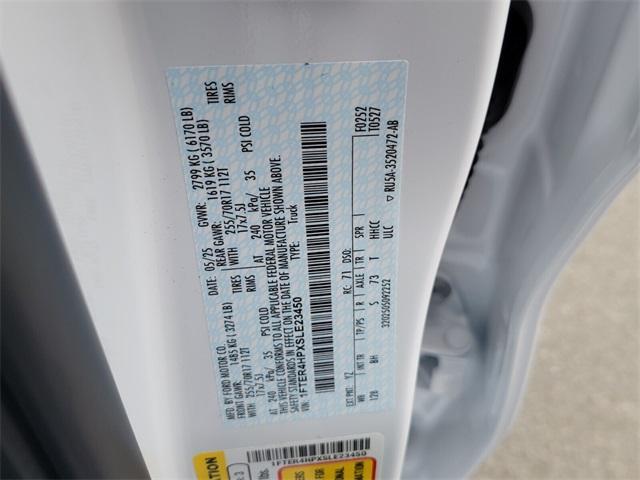 MFD. BY FORD MOTOR CO.
DATE: 05/25 GVWR: 2799 KG ( 6170 LB)
FRONT GAWR: 1485 KG (3274 LB) REAR GAWR: 1619 KG ( 3570 LB)
255/70R17 112T TIRES WITH 255/70R17 112T TIRES
17x7.5J RIMS 17x7.5J RIMS
AT 240 kPa/ 35 PSI COLD AT 240 kPa/ 35 PSI COLD
THIS VEHICLE CONFORMS TO ALL APPLICABLE FEDERAL MOTOR VEHICLE
SAFETY STANDARDS IN EFFECT ON THE DATE OF MANUFACTURE SHOWN ABOVE.
VIN: 1FTER4HPXSLE23450 TYPE: Truck
F0252
T0527
EXT PNT: YZ RC: 71 DSO:
WB INT TR TP/PS R AXLE TR SPR
128 BH S 73 T HHCC
3202505092252 ULC
▽ RU5A-3520472-AB
1FTER4HPXSLE23450